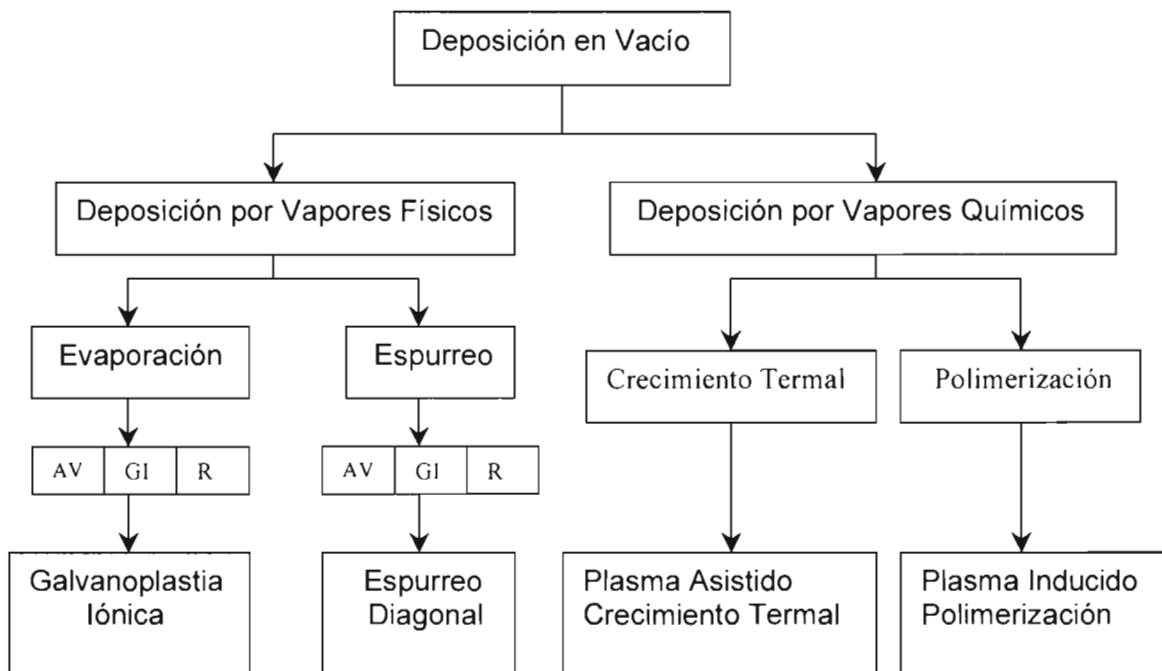 Deposición en Vacío
Deposición por Vapores Físicos
Deposición por Vapores Químicos
Evaporación
Espurreo
Crecimiento Termal
Polimerización
AV GI R
AV GI R
Galvanoplastia
Iónica
Espurreo
Diagonal
Plasma Asistido
Crecimiento Termal
Plasma Inducido
Polimerización